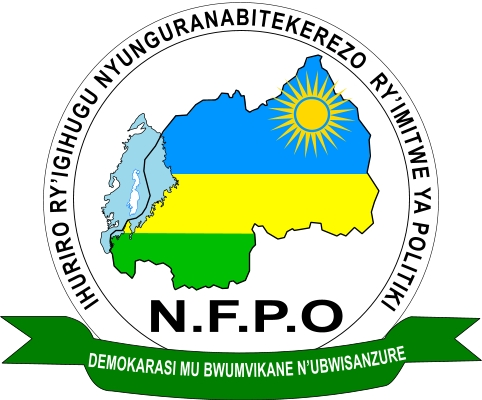 IHURIRO RY'IGIHUGU NYUNGURANABITEKEREZO RY'IMITWE YA POLITIKI
N.F.P.O
DEMOKARASI MU BWUMVIKANE N'UBWISANZURE